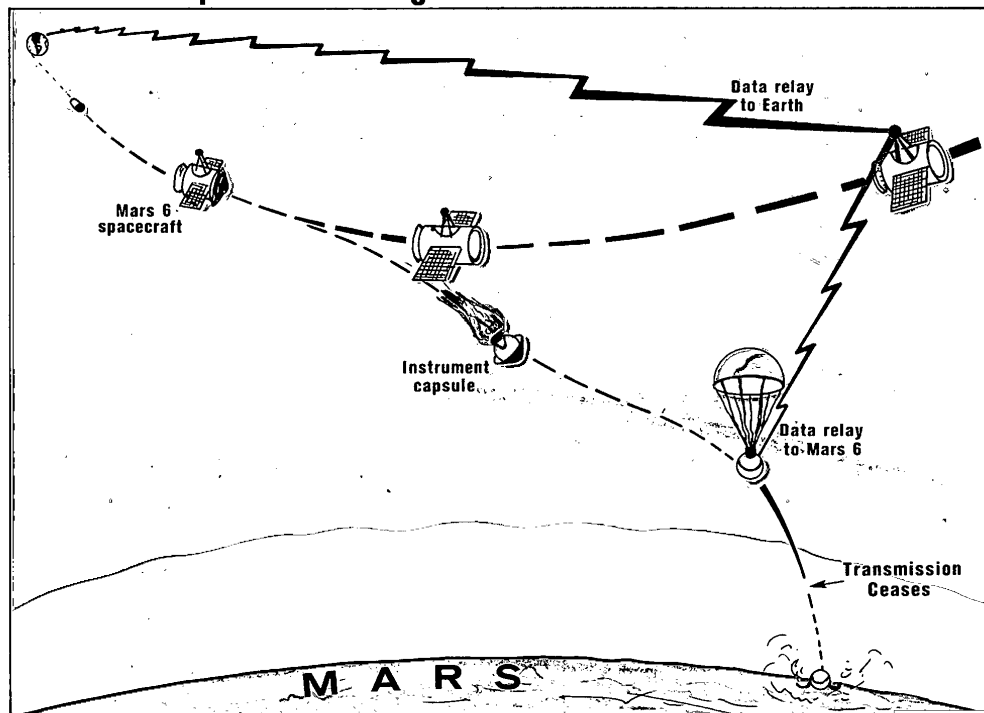 Data relay
to Earth
Mars 6
spacecraft
Instrument
capsule
Data relay
to Mars 6
Transmission
Ceases
MARS